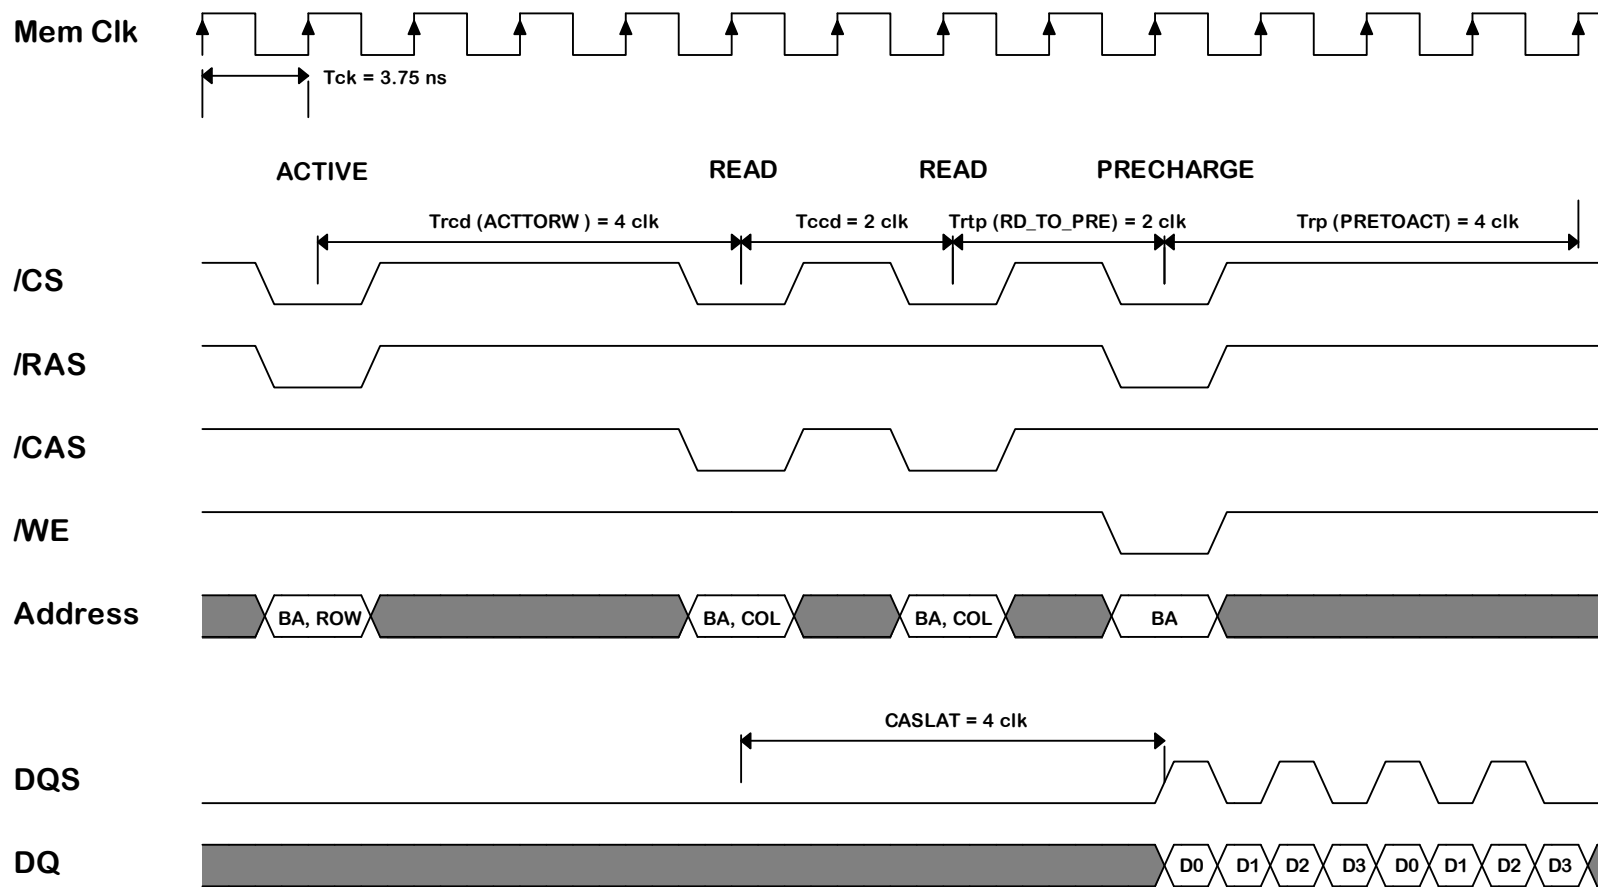 Mem Clk
Tck = 3.75 ns
ACTIVE READ READ PRECHARGE
Trcd (ACTTORW ) = 4 clk Tccd = 2 clk Trtp (RD_TO_PRE) = 2 clk Trp (PRETOACT) = 4 clk
/CS
/RAS
/CAS
/WE
Address BA, ROW BA, COL BA, COL BA
CASLAT = 4 clk
DQS
DQ D0 D1 D2 D3 D0 D1 D2 D3